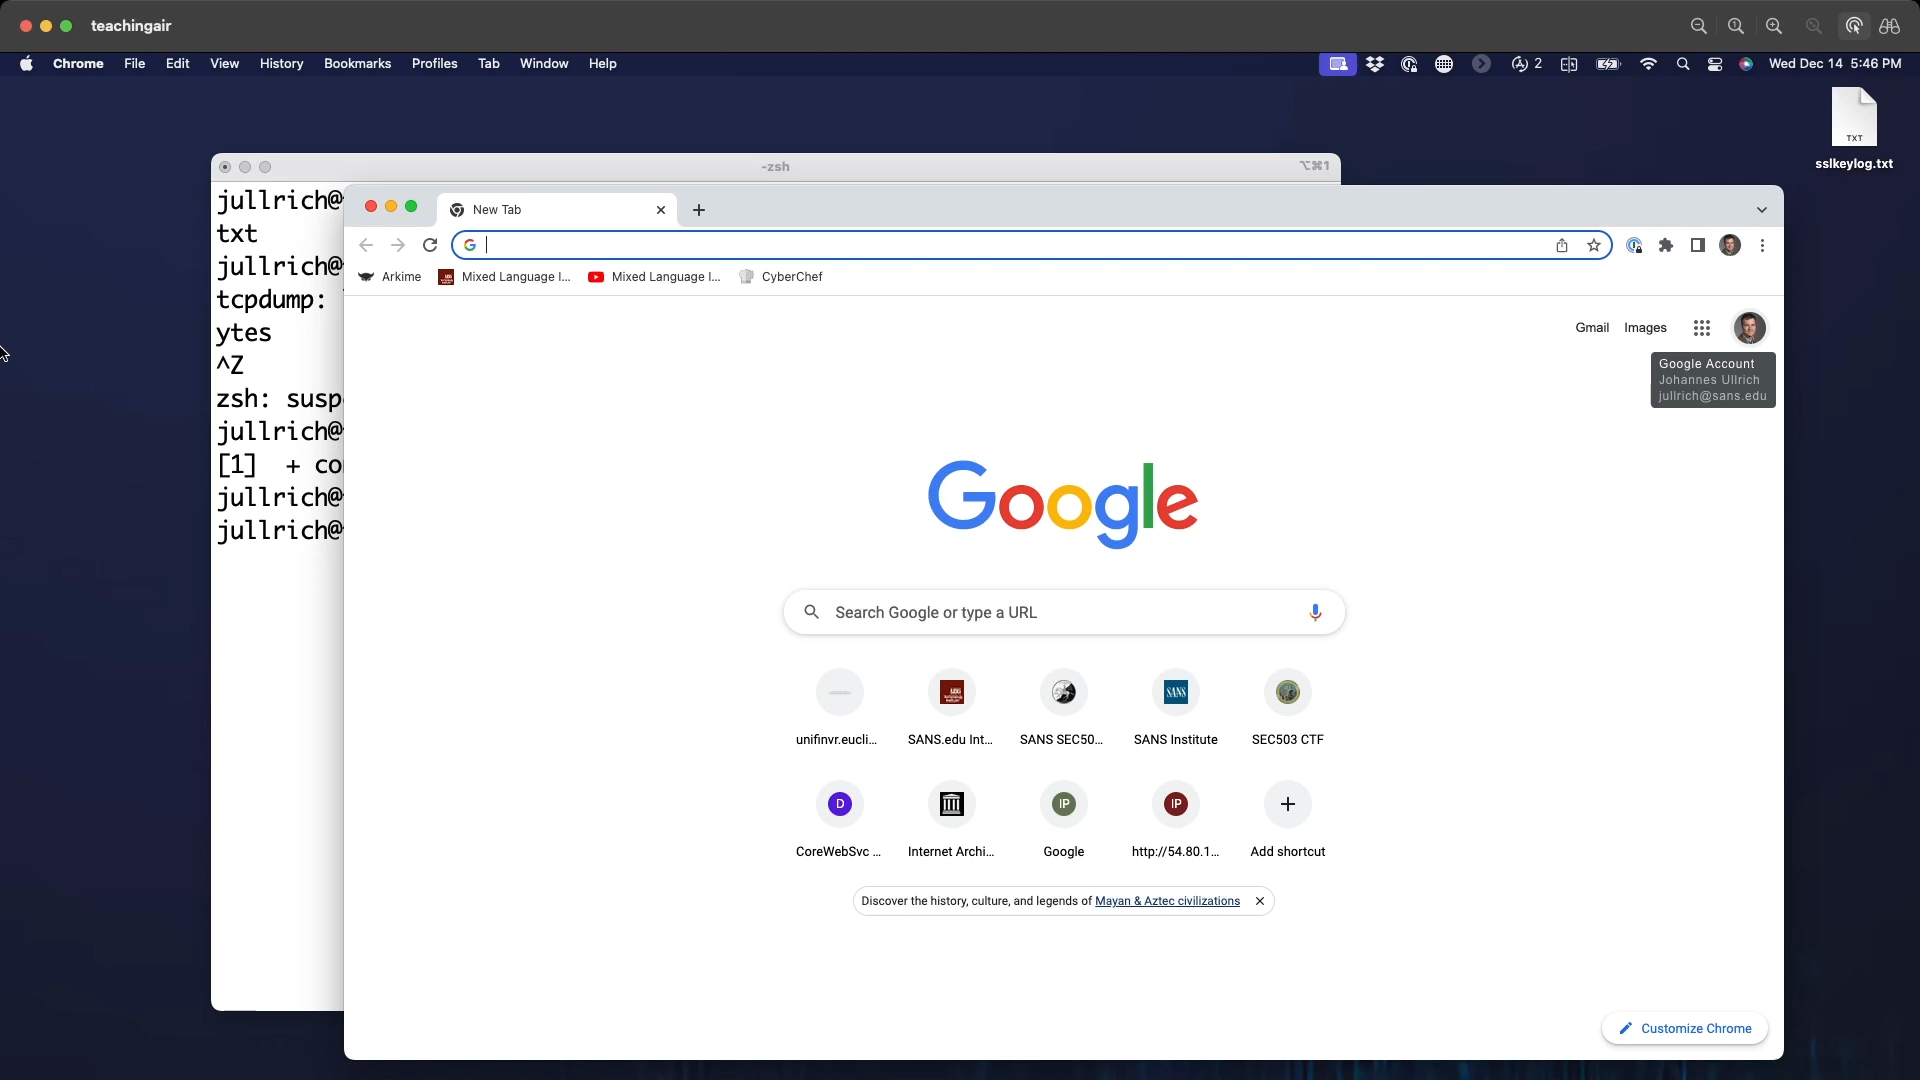 teachingair
Chrome File Edit View History Bookmarks Profiles Tab Window Help
2 Wed Dec 14 5:46 PM
TXT
sslkeylog.txt
-zsh
⌥⌘1
jullrich@
txt
jullrich@
tcpdump:
ytes
^Z
zsh: susp
jullrich@
[1] + co
jullrich@
jullrich@
New Tab
Arkime Mixed Language I... Mixed Language I... CyberChef
Gmail Images
Google Account
Johannes Ullrich
jullrich@sans.edu
Google
Search Google or type a URL
SANS
unifinvr.eucli... SANS.edu Int... SANS SEC50... SANS Institute SEC503 CTF
D IP IP
CoreWebSvc ... Internet Archi... Google http://54.80.1... Add shortcut
Discover the history, culture, and legends of Mayan & Aztec civilizations
Customize Chrome